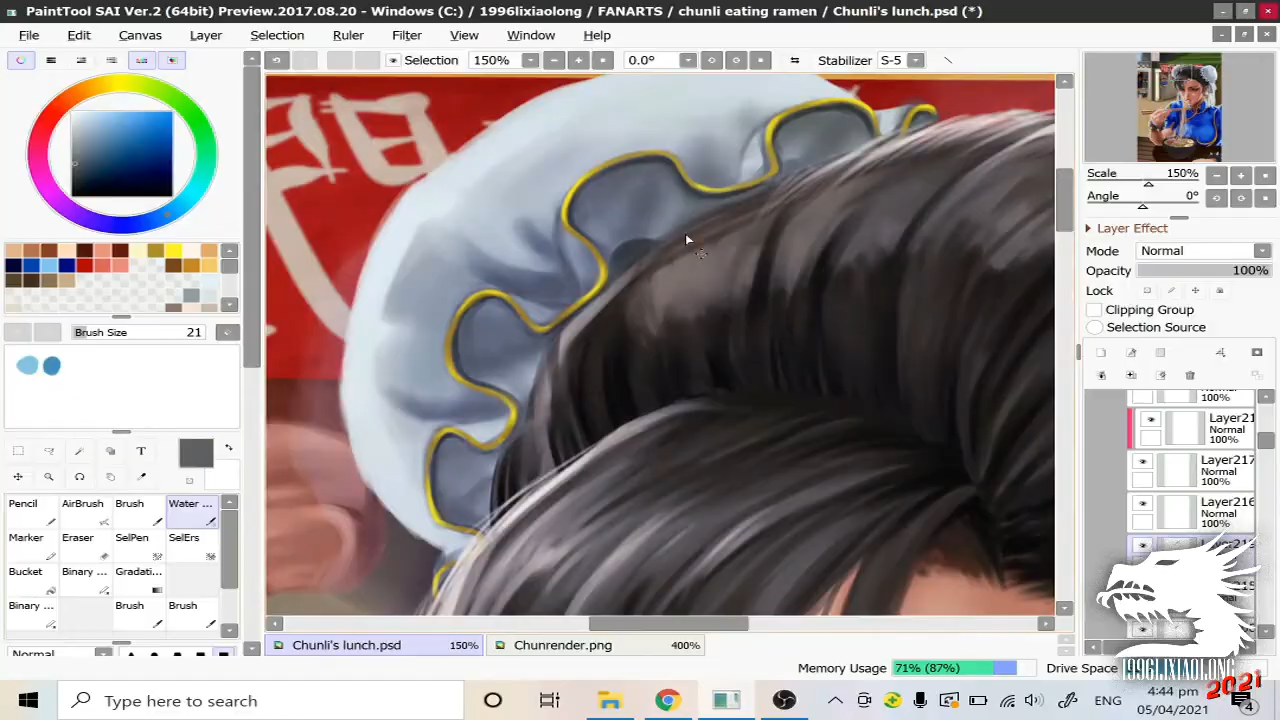 PaintTool SAI Ver.2 (64bit) Preview.2017.08.20 - Windows (C:) / 1996lixiaolong / FANARTS / chunli eating ramen / Chunli's lunch.psd (*)
File Edit Canvas Layer Selection Ruler Filter View Window Help
Selection 150% 0.0° Stabilizer S-5
Scale 150%
Angle 0°
Layer Effect
Mode Normal
Opacity 100%
Lock
Clipping Group
Selection Source
100%
Layer21
Normal
100%
Layer217
Normal
100%
Layer216
Normal
100%
Brush Size 21
T
Pencil AirBrush Brush Water ...
Marker Eraser SelPen SelErs
Bucket Binary ... Gradati...
Binary ... Brush Brush
Normal
Chunli's lunch.psd 150% Chunrender.png 400%
Memory Usage 71% (87%) Drive Space
1996LIXIAOLONG
2021
Type here to search
ENG
4:44 pm
05/04/2021
4